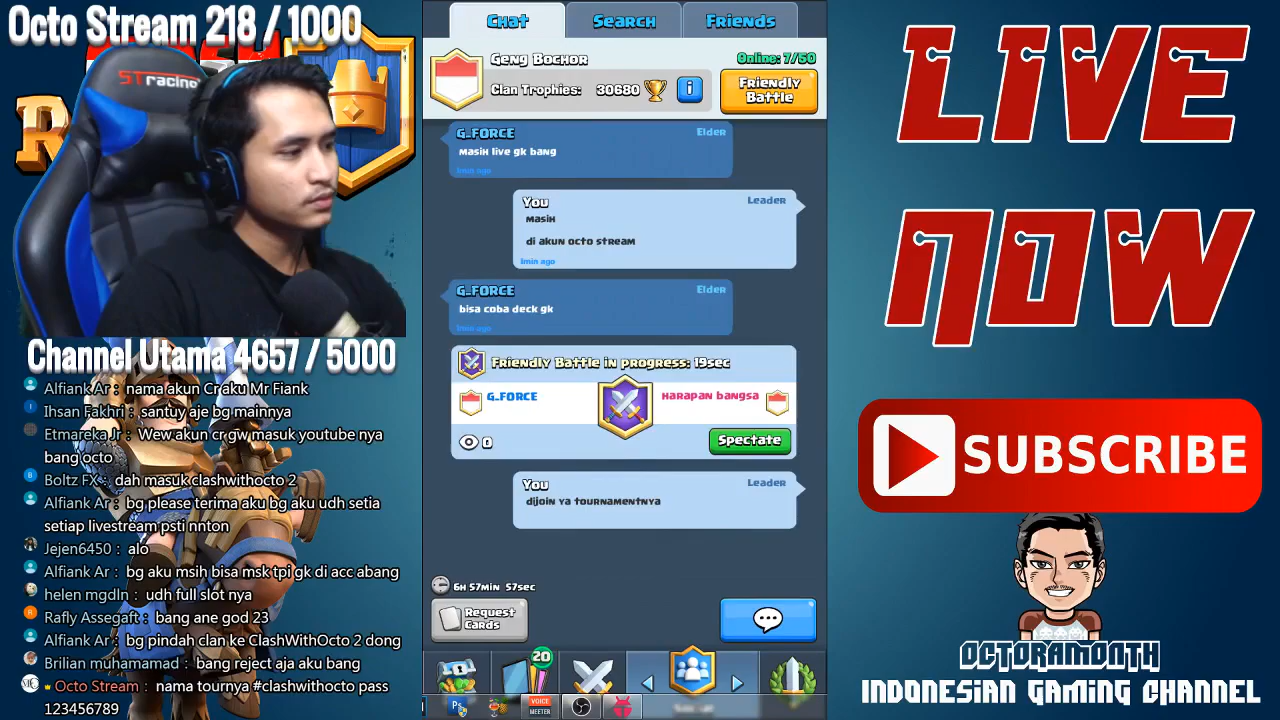 Octo Stream 218 / 1000
STracing
R
Channel Utama 4657 / 5000
Alfiank Ar : nama akun Cr aku Mr Fiank
Ihsan Fakhri : santuy aje bg mainnya
Etmareka Jr : Wew akun cr gw masuk youtube nya
bang octo
Boltz FX : dah masuk clashwithocto 2
Alfiank Ar : bg please terima aku bg aku udh setia
setiap livestream psti nnton
Jejen6450 : alo
Alfiank Ar : bg aku msih bisa msk tpi gk di acc abang
helen mgdln : udh full slot nya
Rafly Assegaft : bang ane god 23
Alfiank Ar : bg pindah clan ke ClashWithOcto 2 dong
Brilian muhamamad : bang reject aja aku bang
Octo Stream : nama tournya #clashwithocto pass
123456789
Chat
Search
Friends
Geng Bochor
Online: 7/50
Clan Trophies: 30680
i
Friendly
Battle
G_FORCE
Elder
masih live gk bang
1min ago
You
Leader
masih
di akun octo stream
1min ago
G_FORCE
Elder
bisa coba deck gk
1min ago
Friendly Battle in progress: 19sec
G_FORCE
Harapan bangsa
0
Spectate
You
Leader
dijoin ya tournamentnya
6h 57min 57sec
Request
Cards
20
Ps
VOICE
MEETER
LIVE
NOW
SUBSCRIBE
OCTORAMONTH
INDONESIAN GAMING CHANNEL